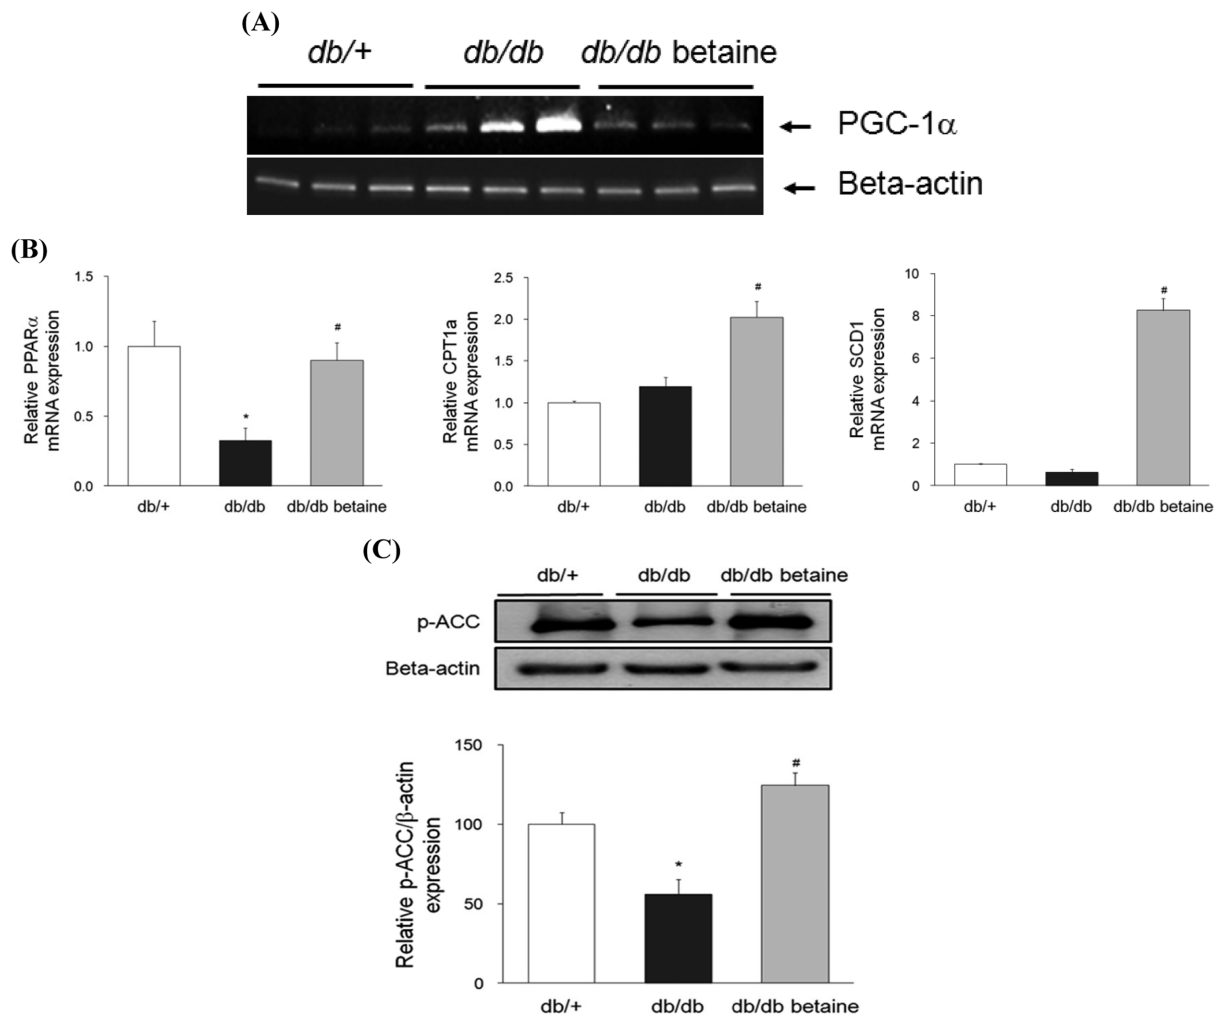 (A)
db/+ db/db db/db betaine
PGC-1α
Beta-actin
(B)
Relative PPARα
mRNA expression
1.5
1.0
0.5
0.0
*
#
db/+ db/db db/db betaine
Relative CPT1a
mRNA expression
2.5
2.0
1.5
1.0
0.5
0.0
#
db/+ db/db db/db betaine
Relative SCD1
mRNA expression
10
8
6
4
2
0
#
db/+ db/db db/db betaine
(C)
db/+ db/db db/db betaine
p-ACC
Beta-actin
Relative p-ACC/β-actin
expression
150
100
50
0
*
#
db/+ db/db db/db betaine